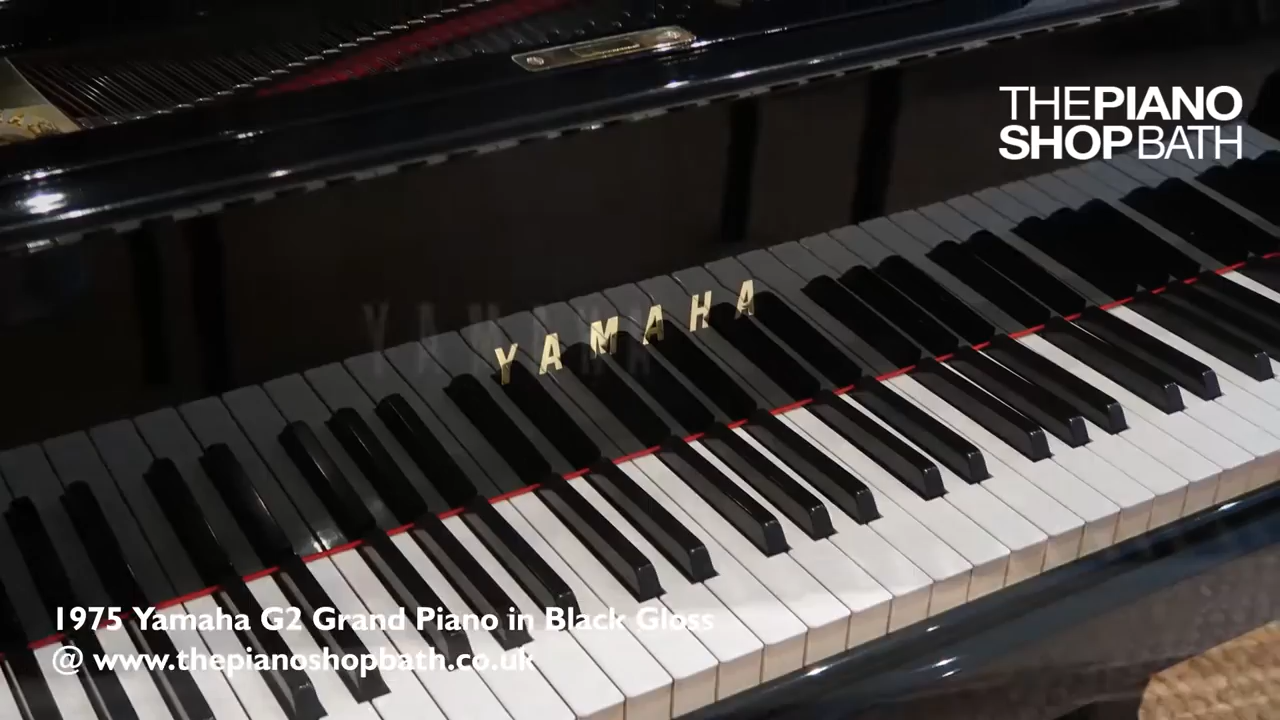 THEPIANO
SHOPBATH
YAMAHA
1975 Yamaha G2 Grand Piano in Black Gloss
@ www.thepianoshopbath.co.uk